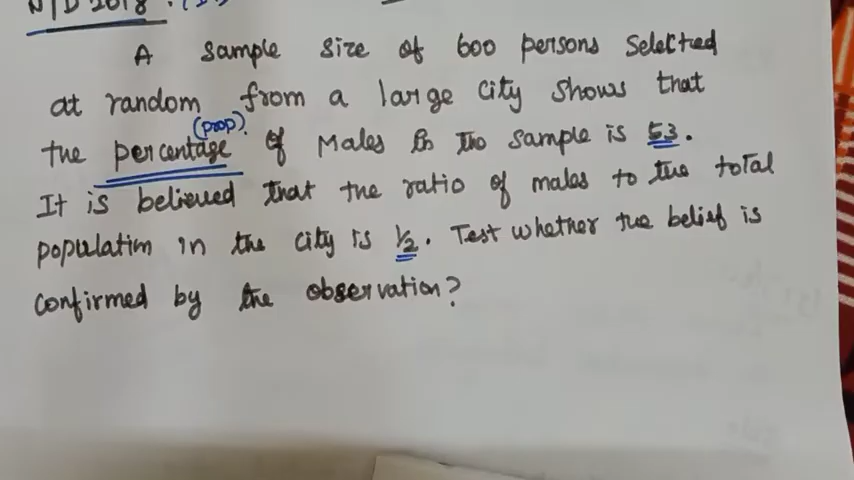 N/D 2018
A sample size of 600 persons selected
at random from a large city shows that
(prop)
the percentage of Males in the sample is 53.
It is believed that the ratio of males to the total
population in the city is 1/2. Test whether the belief is
confirmed by the observation?